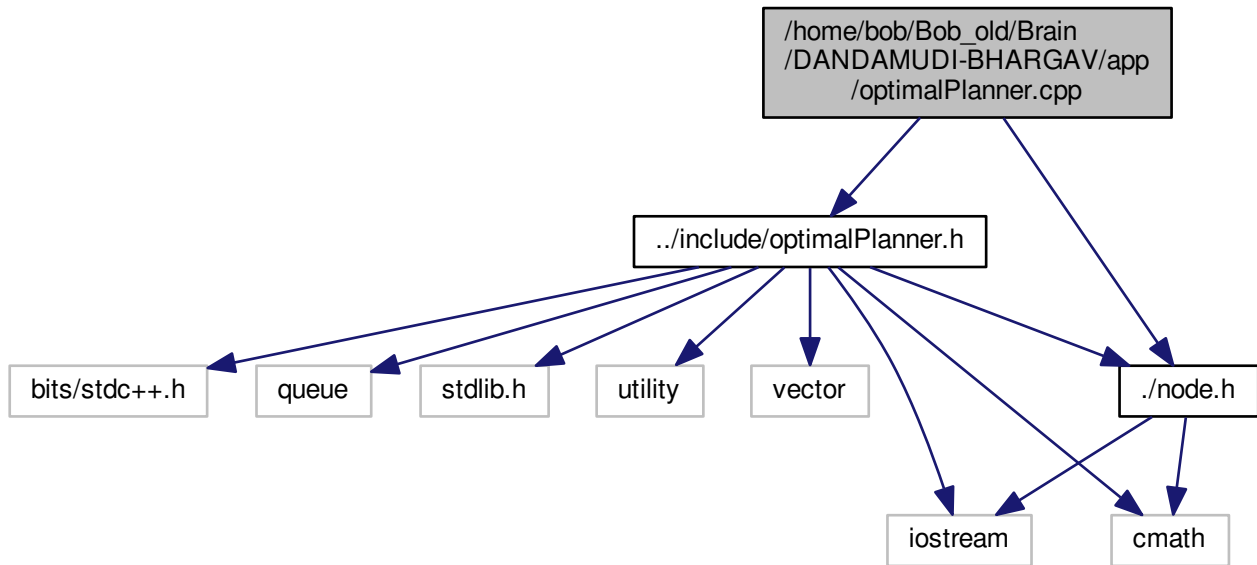 /home/bob/Bob_old/Brain
/DANDAMUDI-BHARGAV/app
/optimalPlanner.cpp
../include/optimalPlanner.h
bits/stdc++.h
queue
stdlib.h
utility
vector
./node.h
iostream
cmath